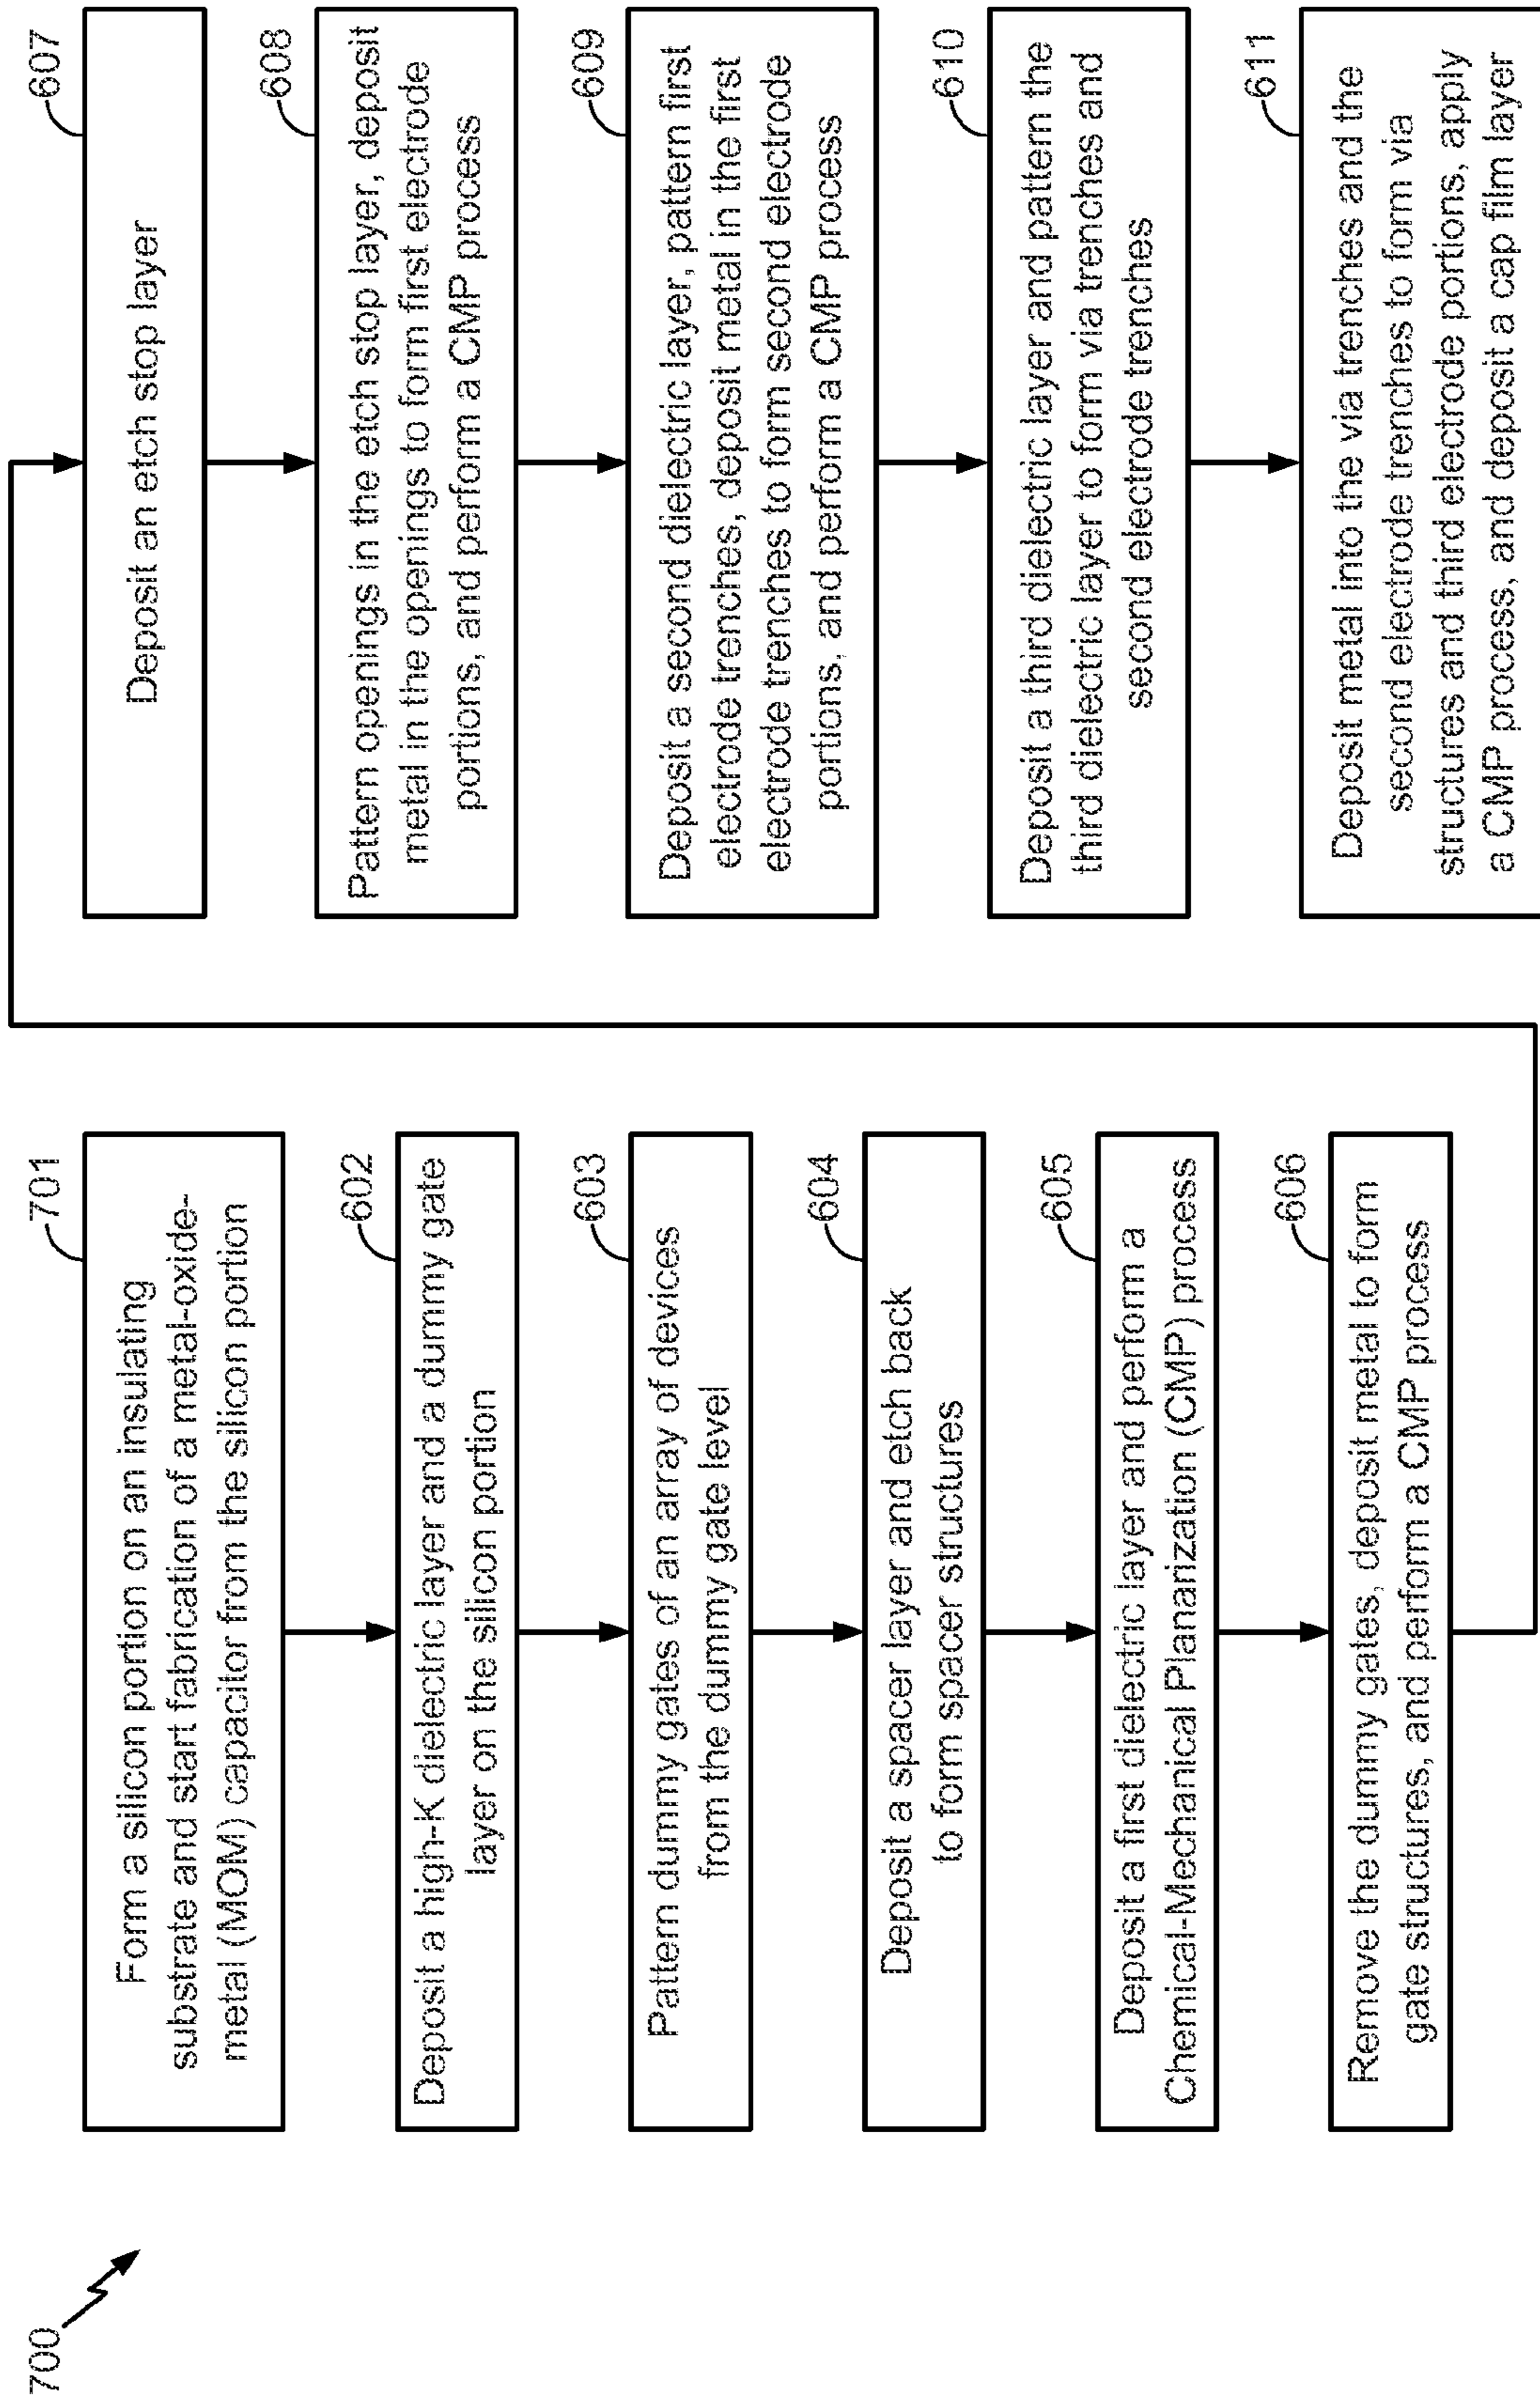 700
701
Form a silicon portion on an insulating
substrate and start fabrication of a metal-oxide-
metal (MOM) capacitor from the silicon portion
602
Deposit a high-K dielectric layer and a dummy gate
layer on the silicon portion
603
Pattern dummy gates of an array of devices
from the dummy gate level
604
Deposit a spacer layer and etch back
to form spacer structures
605
Deposit a first dielectric layer and perform a
Chemical-Mechanical Planarization (CMP) process
606
Remove the dummy gates, deposit metal to form
gate structures, and perform a CMP process
607
Deposit an etch stop layer
608
Pattern openings in the etch stop layer, deposit
metal in the openings to form first electrode
portions, and perform a CMP process
609
Deposit a second dielectric layer, pattern first
electrode trenches, deposit metal in the first
electrode trenches to form second electrode
portions, and perform a CMP process
610
Deposit a third dielectric layer and pattern the
third dielectric layer to form via trenches and
second electrode trenches
611
Deposit metal into the via trenches and the
second electrode trenches to form via
structures and third electrode portions, apply
a CMP process, and deposit a cap film layer